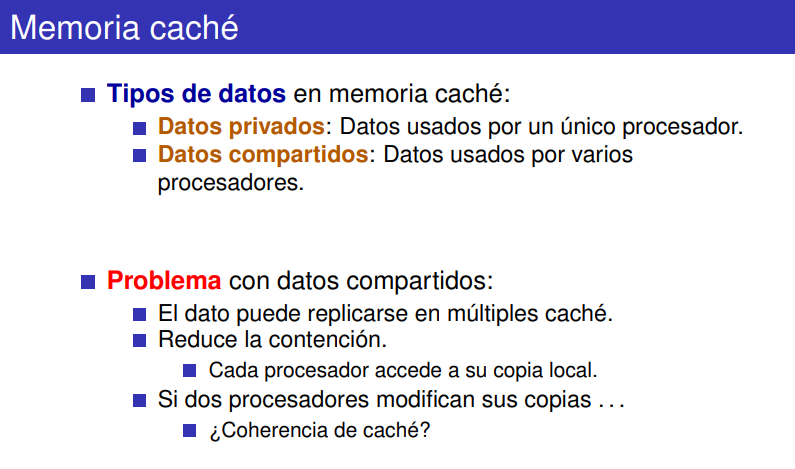 Memoria caché
Tipos de datos en memoria caché:
Datos privados: Datos usados por un único procesador.
Datos compartidos: Datos usados por varios
procesadores.
Problema con datos compartidos:
El dato puede replicarse en múltiples caché.
Reduce la contención.
Cada procesador accede a su copia local.
Si dos procesadores modifican sus copias . . .
¿Coherencia de caché?